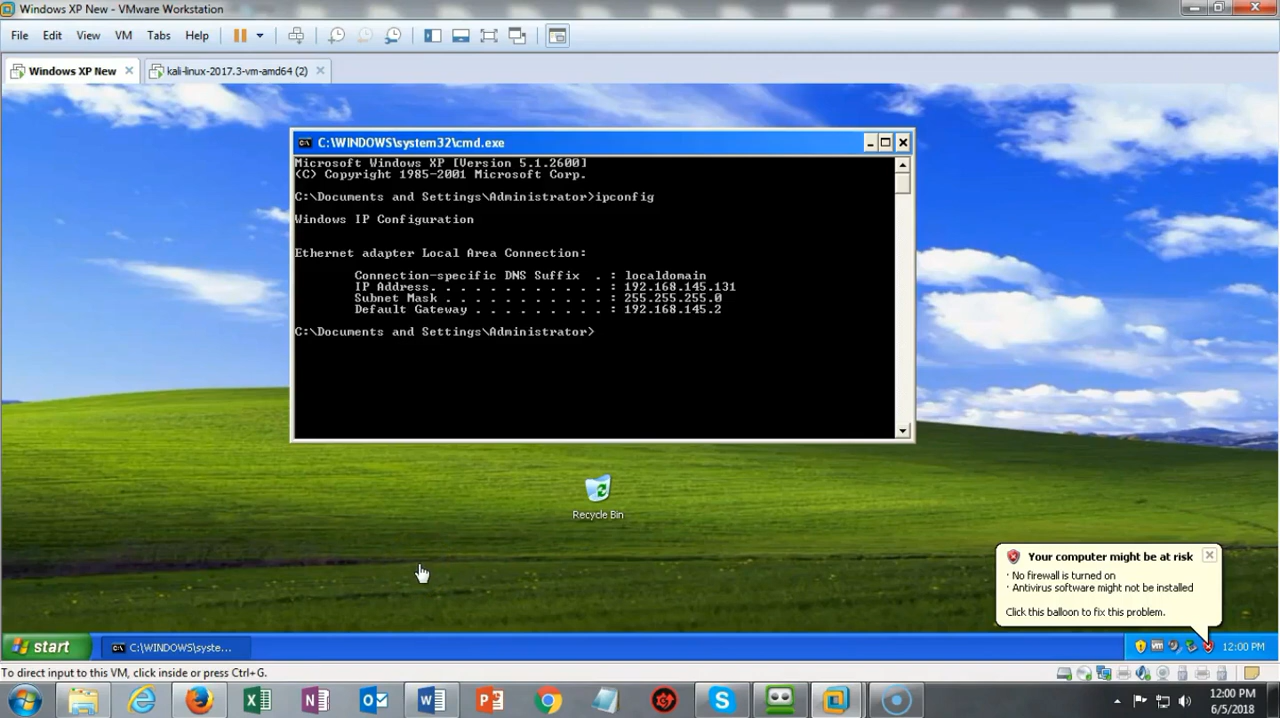 Windows XP New - VMware Workstation
File Edit View VM Tabs Help
Windows XP New
kali-linux-2017.3-vm-amd64 (2)
C:\WINDOWS\system32\cmd.exe
Microsoft Windows XP [Version 5.1.2600]
(C) Copyright 1985-2001 Microsoft Corp.
C:\Documents and Settings\Administrator>ipconfig
Windows IP Configuration
Ethernet adapter Local Area Connection:
Connection-specific DNS Suffix . : localdomain
IP Address. . . . . . . . . . . . : 192.168.145.131
Subnet Mask . . . . . . . . . . . : 255.255.255.0
Default Gateway . . . . . . . . . : 192.168.145.2
C:\Documents and Settings\Administrator>
Recycle Bin
Your computer might be at risk
· No firewall is turned on
· Antivirus software might not be installed
Click this balloon to fix this problem.
start
C:\WINDOWS\syste...
12:00 PM
To direct input to this VM, click inside or press Ctrl+G.
12:00 PM
6/5/2018